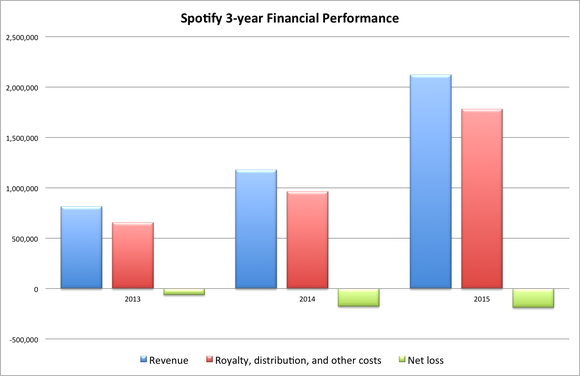 Spotify 3-year Financial Performance
2,500,000
2,000,000
1,500,000
1,000,000
500,000
0
-500,000
2013 2014 2015
Revenue Royalty, distribution, and other costs Net loss